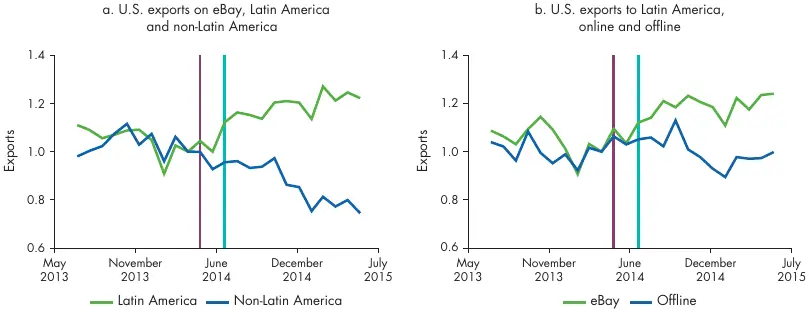 a. U.S. exports on eBay, Latin America
and non-Latin America
Exports
1.4
1.2
1.0
0.8
0.6
May
2013
November
2013
June
2014
December
2014
July
2015
Latin America
Non-Latin America
b. U.S. exports to Latin America,
online and offline
Exports
1.4
1.2
1.0
0.8
0.6
May
2013
November
2013
June
2014
December
2014
July
2015
eBay
Offline